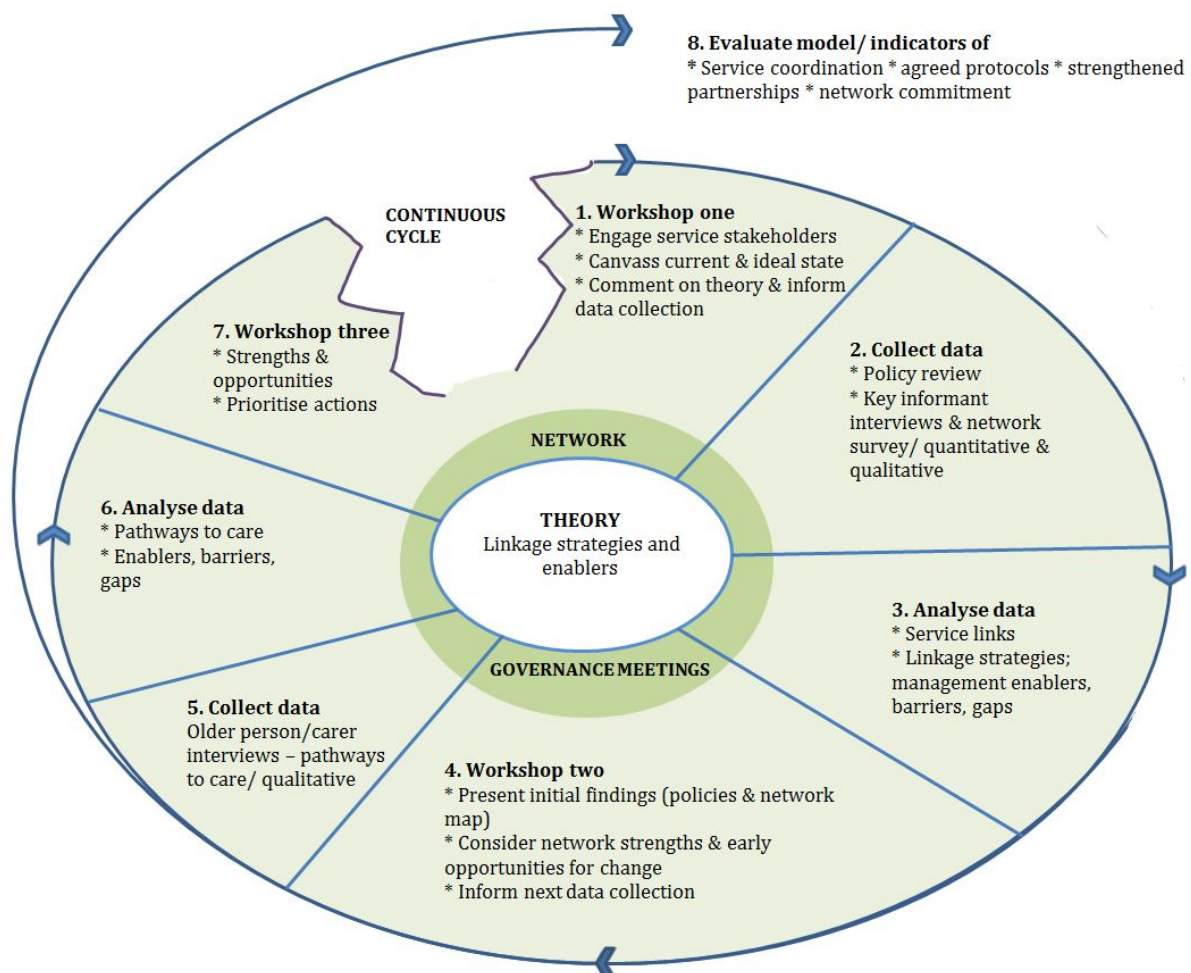 8. Evaluate model/ indicators of
* Service coordination * agreed protocols * strengthened
partnerships * network commitment
CONTINUOUS
CYCLE
1. Workshop one
* Engage service stakeholders
* Canvass current & ideal state
* Comment on theory & inform
data collection
2. Collect data
* Policy review
* Key informant
interviews & network
survey/ quantitative &
qualitative
3. Analyse data
* Service links
* Linkage strategies;
management enablers,
barriers, gaps
4. Workshop two
* Present initial findings (policies & network
map)
* Consider network strengths & early
opportunities for change
* Inform next data collection
5. Collect data
Older person/carer
interviews – pathways
to care/ qualitative
6. Analyse data
* Pathways to care
* Enablers, barriers,
gaps
7. Workshop three
* Strengths &
opportunities
* Prioritise actions
NETWORK
THEORY
Linkage strategies and
enablers
GOVERNANCE MEETINGS